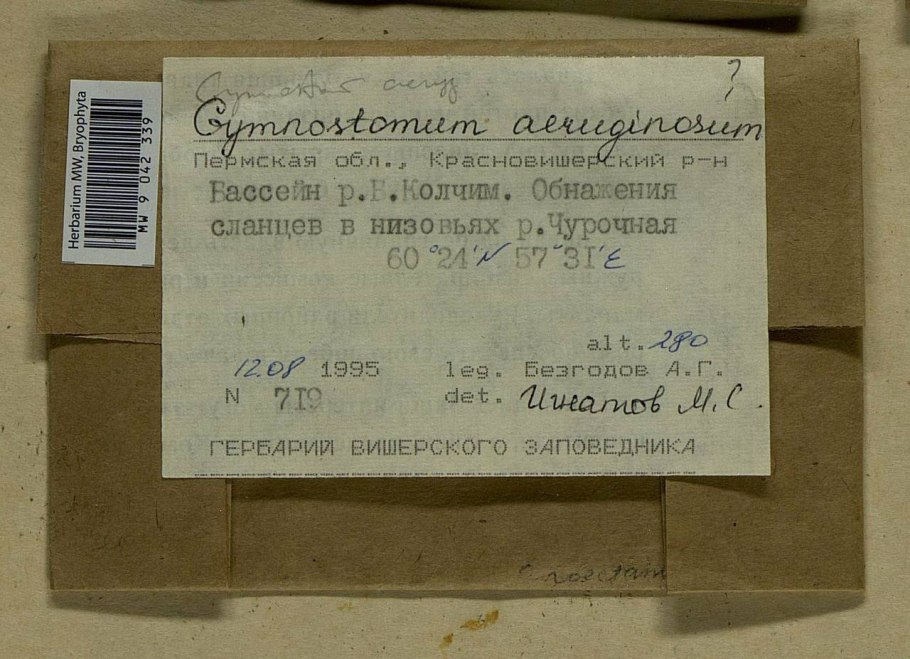 Herbarium MW, Bryophyta
MW 9 042 339
?
Gymnostomum aeruginosum
Пермская обл., Красновишерский р-н
Бассейн р.Б.Колчим. Обнажения
сланцев в низовьях р.Чурочная
60°24'N 57°31'E
alt. 280
12.08 1995 leg. Безгодов А.Г.
N 719 det. Игнатов М.С.
ГЕРБАРИЙ ВИШЕРСКОГО ЗАПОВЕДНИКА